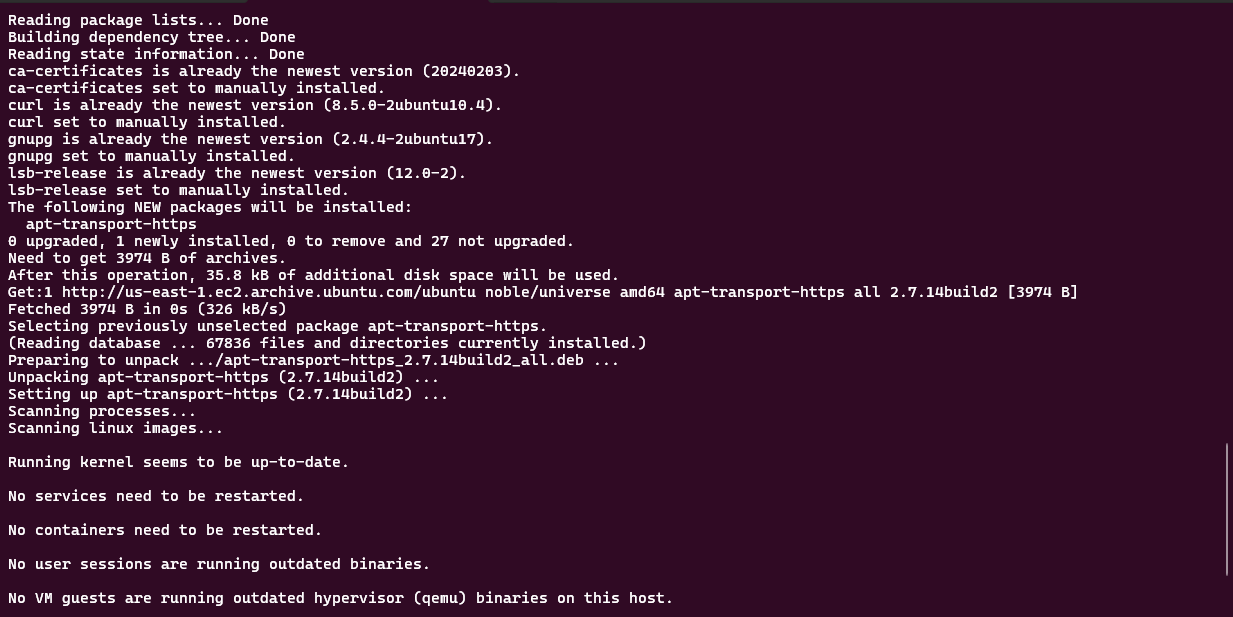 Reading package lists... Done
Building dependency tree... Done
Reading state information... Done
ca-certificates is already the newest version (20240203).
ca-certificates set to manually installed.
curl is already the newest version (8.5.0-2ubuntu10.4).
curl set to manually installed.
gnupg is already the newest version (2.4.4-2ubuntu17).
gnupg set to manually installed.
lsb-release is already the newest version (12.0-2).
lsb-release set to manually installed.
The following NEW packages will be installed:
  apt-transport-https
0 upgraded, 1 newly installed, 0 to remove and 27 not upgraded.
Need to get 3974 B of archives.
After this operation, 35.8 kB of additional disk space will be used.
Get:1 http://us-east-1.ec2.archive.ubuntu.com/ubuntu noble/universe amd64 apt-transport-https all 2.7.14build2 [3974 B]
Fetched 3974 B in 0s (326 kB/s)
Selecting previously unselected package apt-transport-https.
(Reading database ... 67836 files and directories currently installed.)
Preparing to unpack .../apt-transport-https_2.7.14build2_all.deb ...
Unpacking apt-transport-https (2.7.14build2) ...
Setting up apt-transport-https (2.7.14build2) ...
Scanning processes...
Scanning linux images...
Running kernel seems to be up-to-date.
No services need to be restarted.
No containers need to be restarted.
No user sessions are running outdated binaries.
No VM guests are running outdated hypervisor (qemu) binaries on this host.